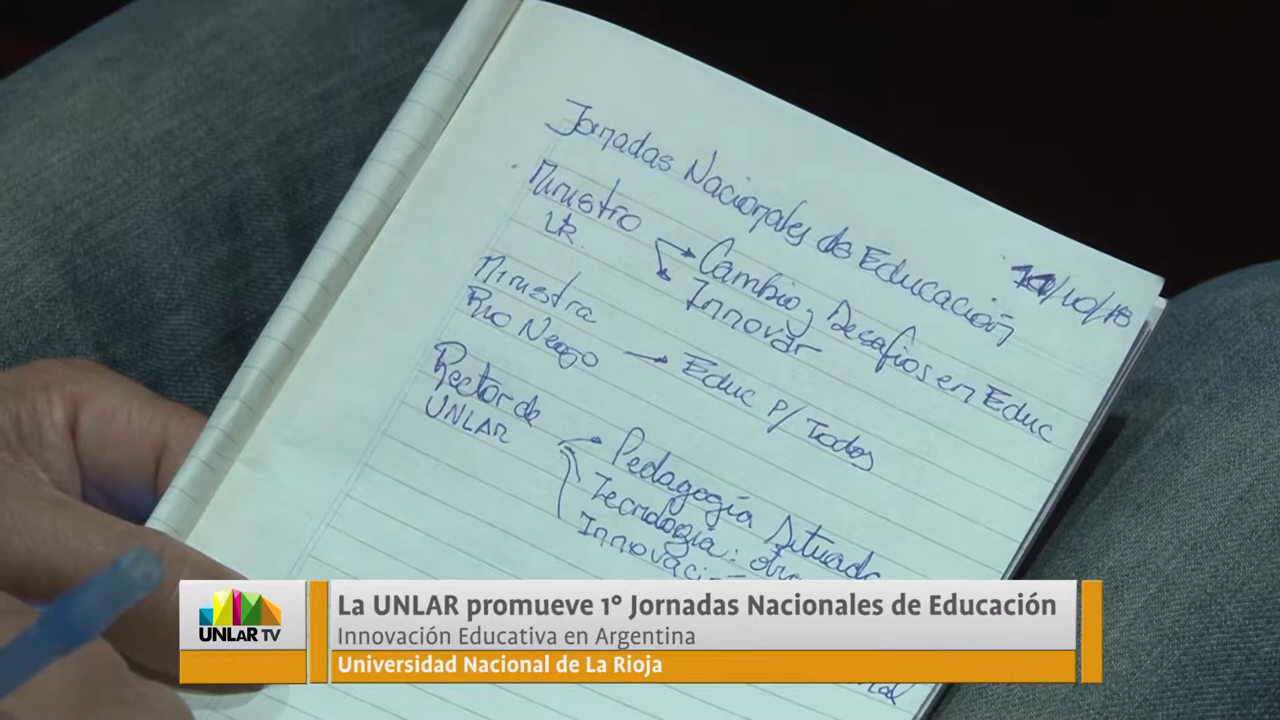 Jornadas Nacionales de Educación
/10/18
Ministro
LR.
Cambio y Desafíos en Educ
Innovar
Ministra
Rio Negro
Educ p/ Todos
Rector de
UNLAR
Pedagogía Situada
Tecnología: otra
Innovació
UNLAR TV
La UNLAR promueve 1° Jornadas Nacionales de Educación
Innovación Educativa en Argentina
Universidad Nacional de La Rioja